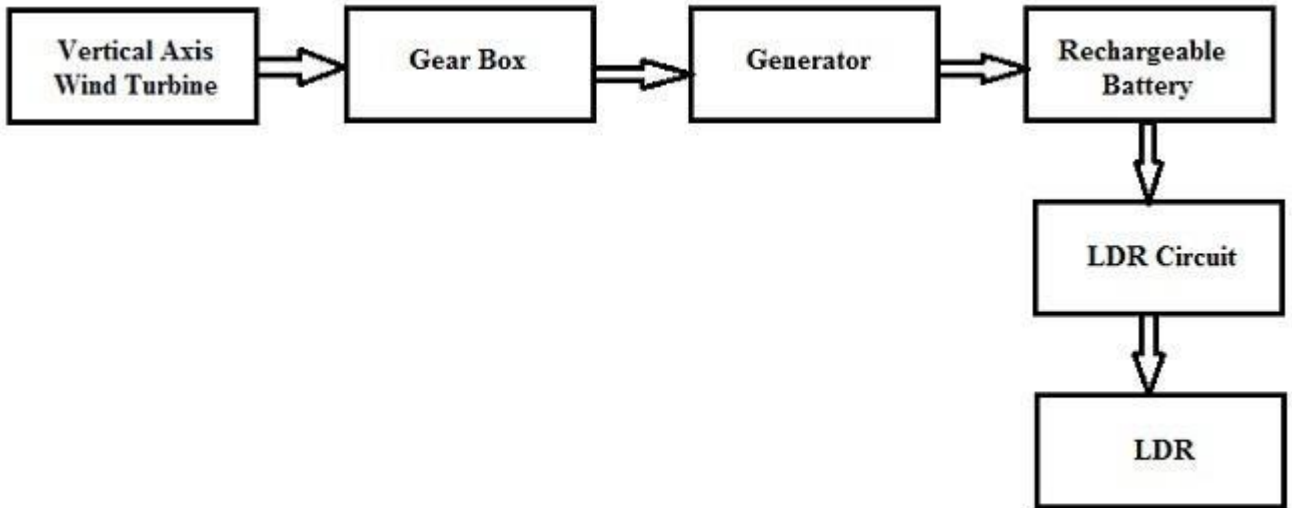 Vertical Axis
Wind Turbine
Gear Box
Generator
Rechargeable
Battery
LDR Circuit
LDR